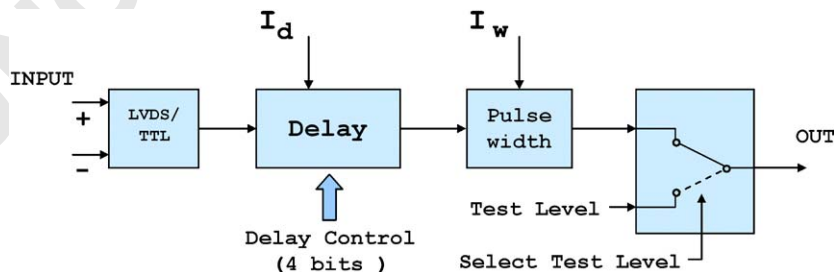 I_d
I_w
INPUT
+
-
LVDS/
TTL
Delay
Pulse
width
OUT
Test Level
Delay Control
(4 bits )
Select Test Level